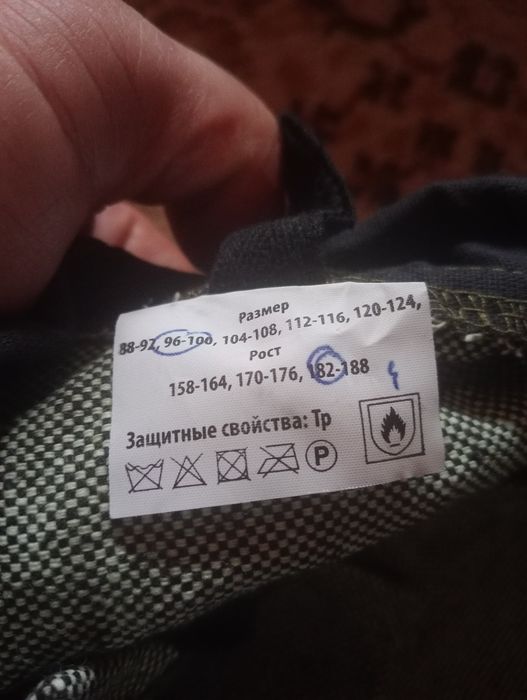 Размер
88-92, 96-100, 104-108, 112-116, 120-124,
Рост
158-164, 170-176, 182-188
Защитные свойства: Тр
P